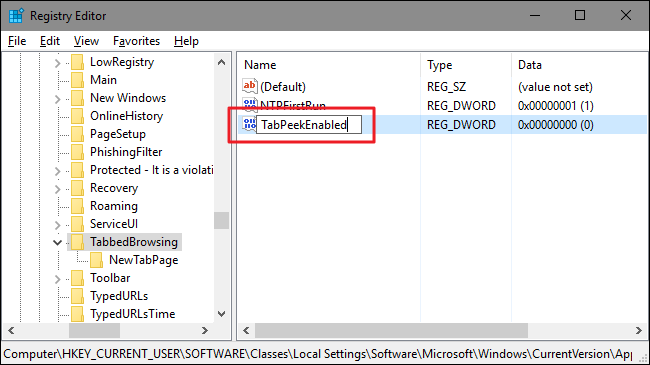 Registry Editor
File Edit View Favorites Help
LowRegistry
Main
New Windows
OnlineHistory
PageSetup
PhishingFilter
Protected - It is a violati
Recovery
Roaming
ServiceUI
TabbedBrowsing
NewTabPage
Toolbar
TypedURLs
TypedURLsTime
Name Type Data
ab (Default) REG_SZ (value not set)
NTPFirstRun REG_DWORD 0x00000001 (1)
TabPeekEnabled REG_DWORD 0x00000000 (0)
Computer\HKEY_CURRENT_USER\SOFTWARE\Classes\Local Settings\Software\Microsoft\Windows\CurrentVersion\App